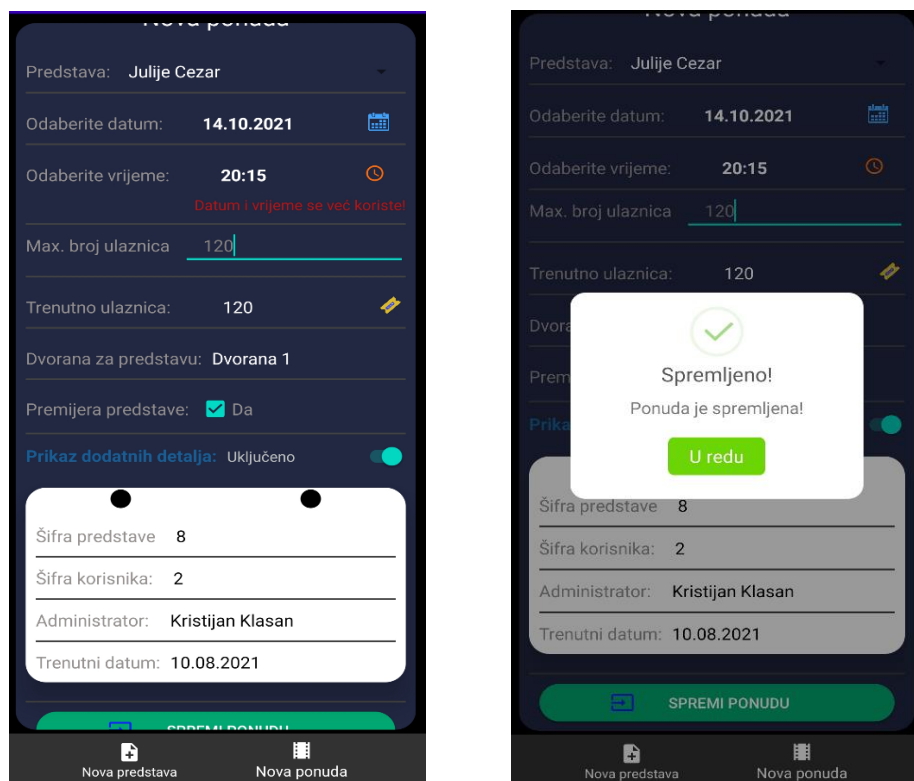 Nova ponuda
Predstava: Julije Cezar
Odaberite datum: 14.10.2021
Odaberite vrijeme: 20:15
Datum i vrijeme se već koriste!
Max. broj ulaznica 120
Trenutno ulaznica: 120
Dvorana za predstavu: Dvorana 1
Premijera predstave: Da
Prikaz dodatnih detalja: Uključeno
Šifra predstave 8
Šifra korisnika: 2
Administrator: Kristijan Klasan
Trenutni datum: 10.08.2021
SPREMI PONUDU
Nova predstava Nova ponuda
Nova ponuda
Predstava: Julije Cezar
Odaberite datum: 14.10.2021
Odaberite vrijeme: 20:15
Max. broj ulaznica 120
Trenutno ulaznica: 120
Dvora
Prem
Prika
Spremljeno!
Ponuda je spremljena!
U redu
Šifra predstave 8
Šifra korisnika: 2
Administrator: Kristijan Klasan
Trenutni datum: 10.08.2021
SPREMI PONUDU
Nova predstava Nova ponuda